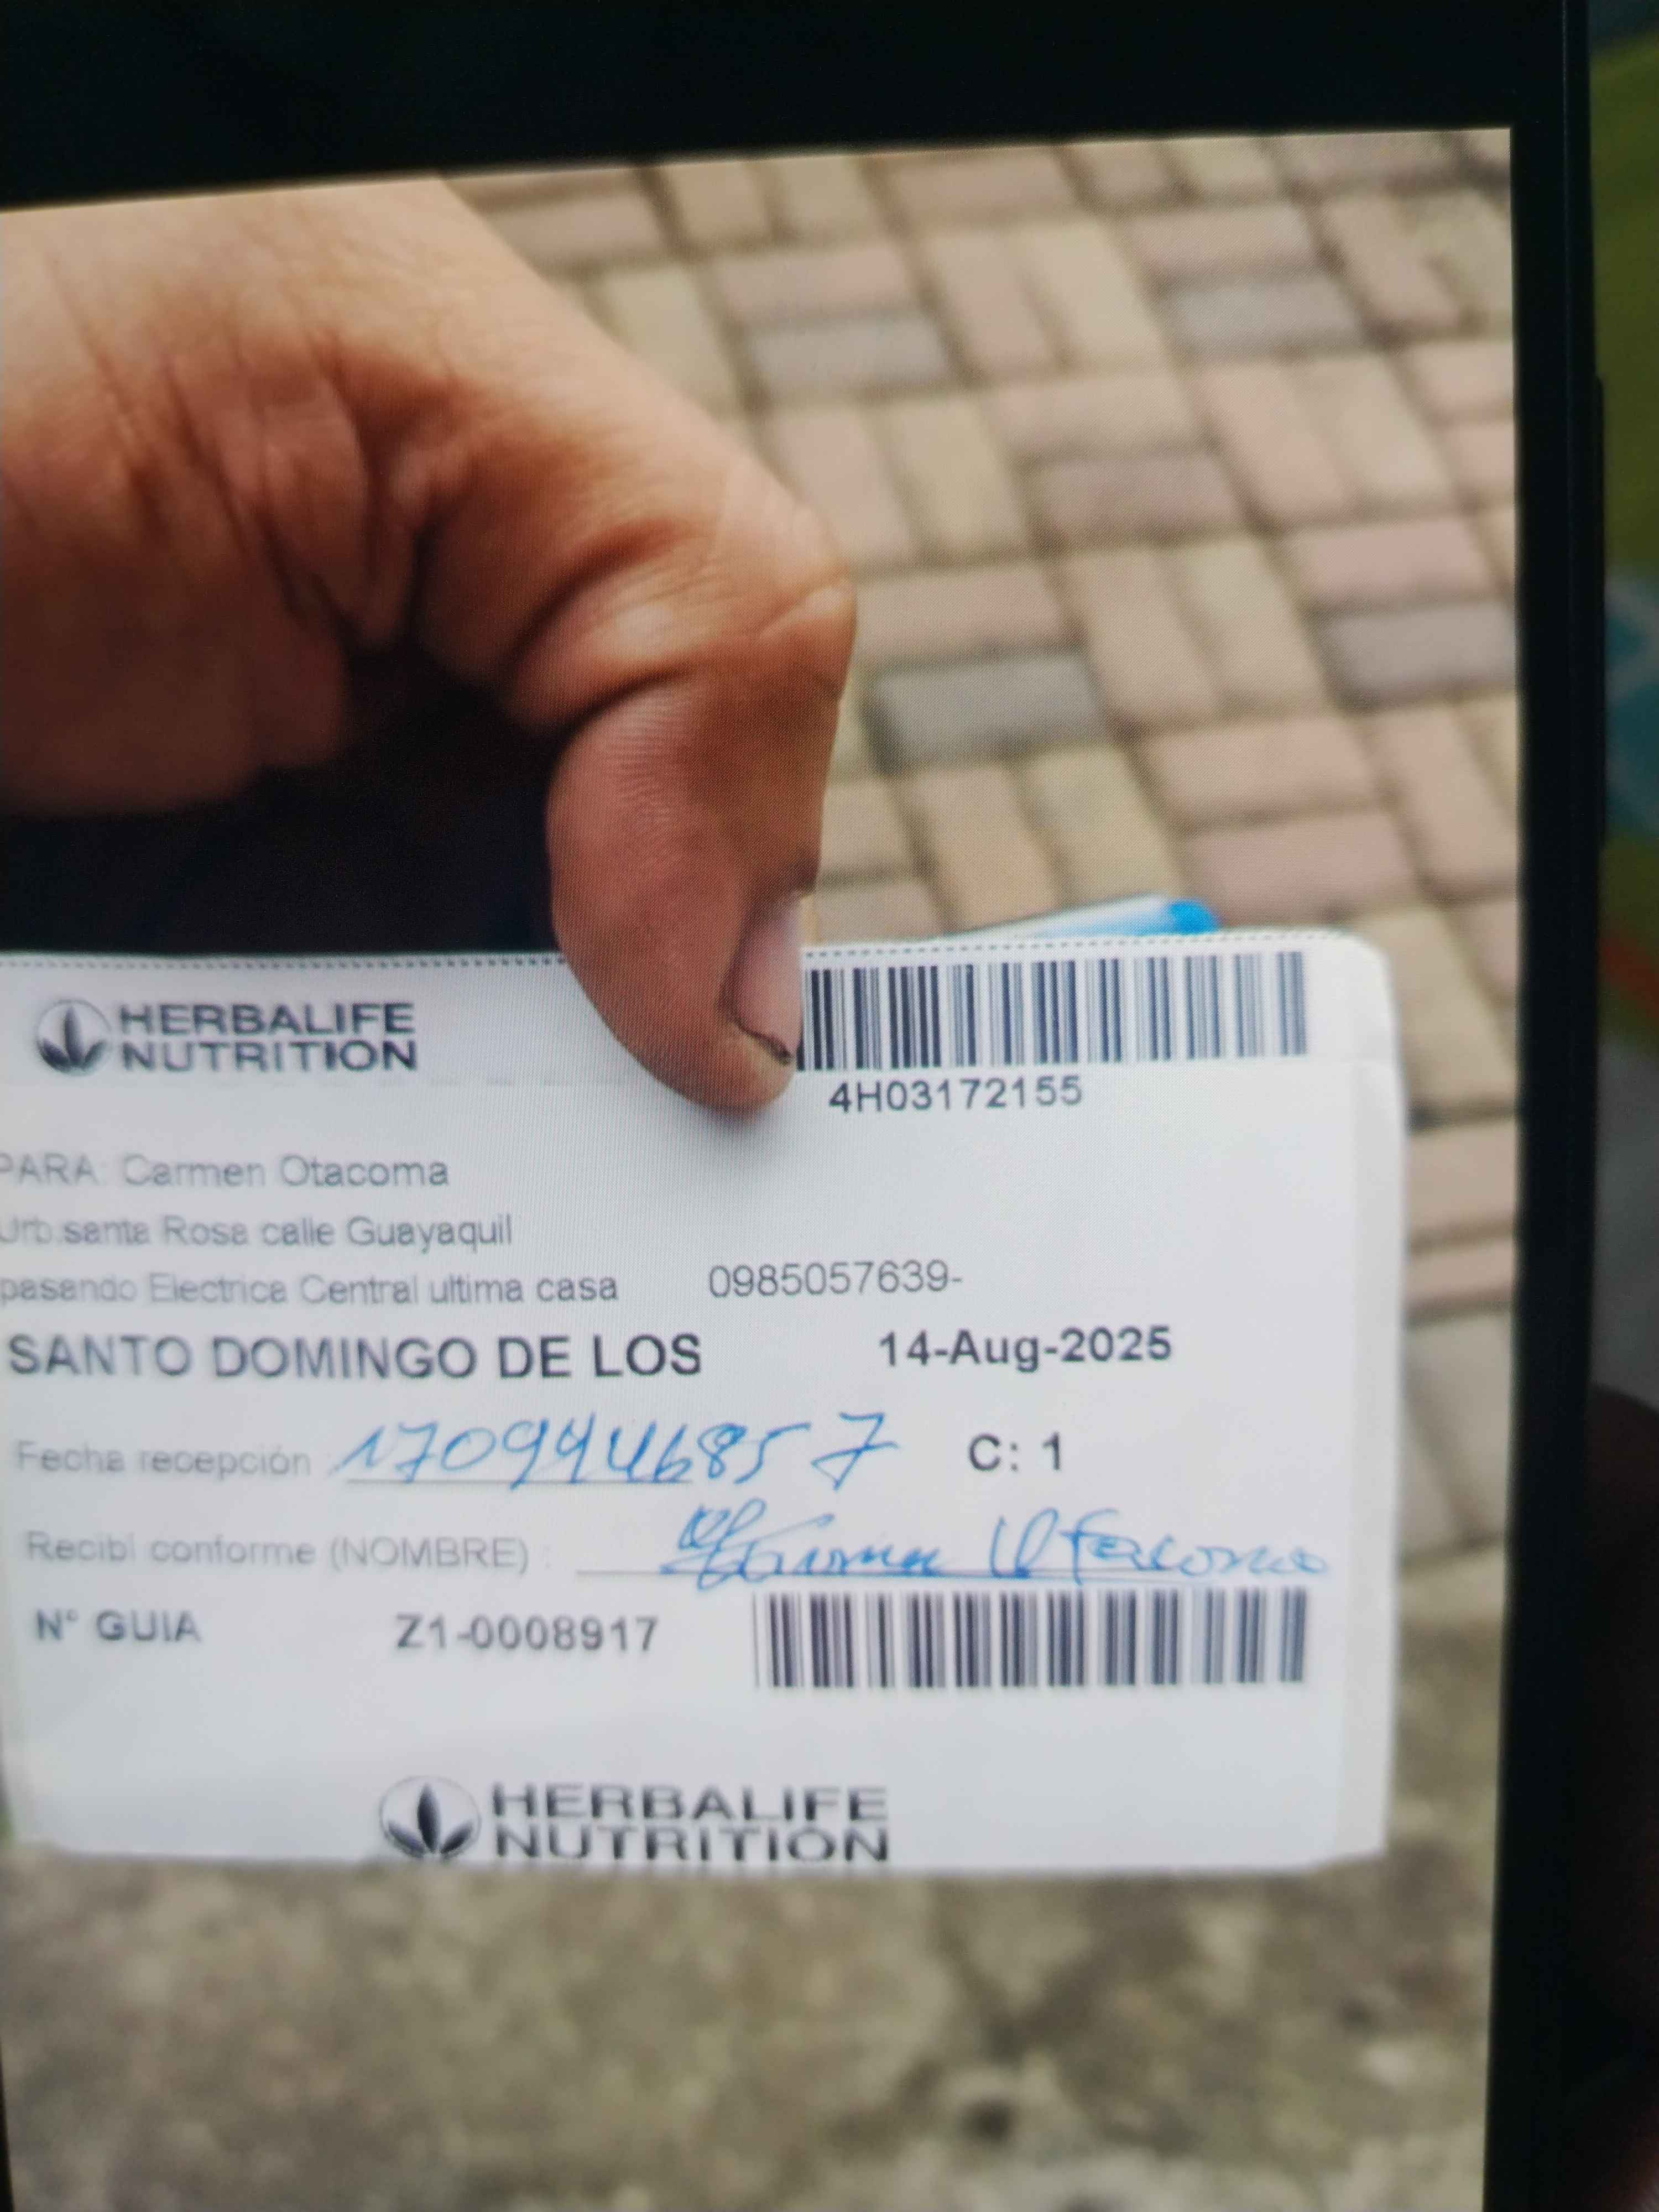 HERBALIFE
NUTRITION
4H03172155
PARA: Carmen Otacoma
Urb.santa Rosa calle Guayaquil
pasando Electrica Central ultima casa 0985057639-
SANTO DOMINGO DE LOS 14-Aug-2025
Fecha recepción : 1709446857 C: 1
Recibi conforme (NOMBRE) :
N° GUIA Z1-0008917
HERBALIFE
NUTRITION